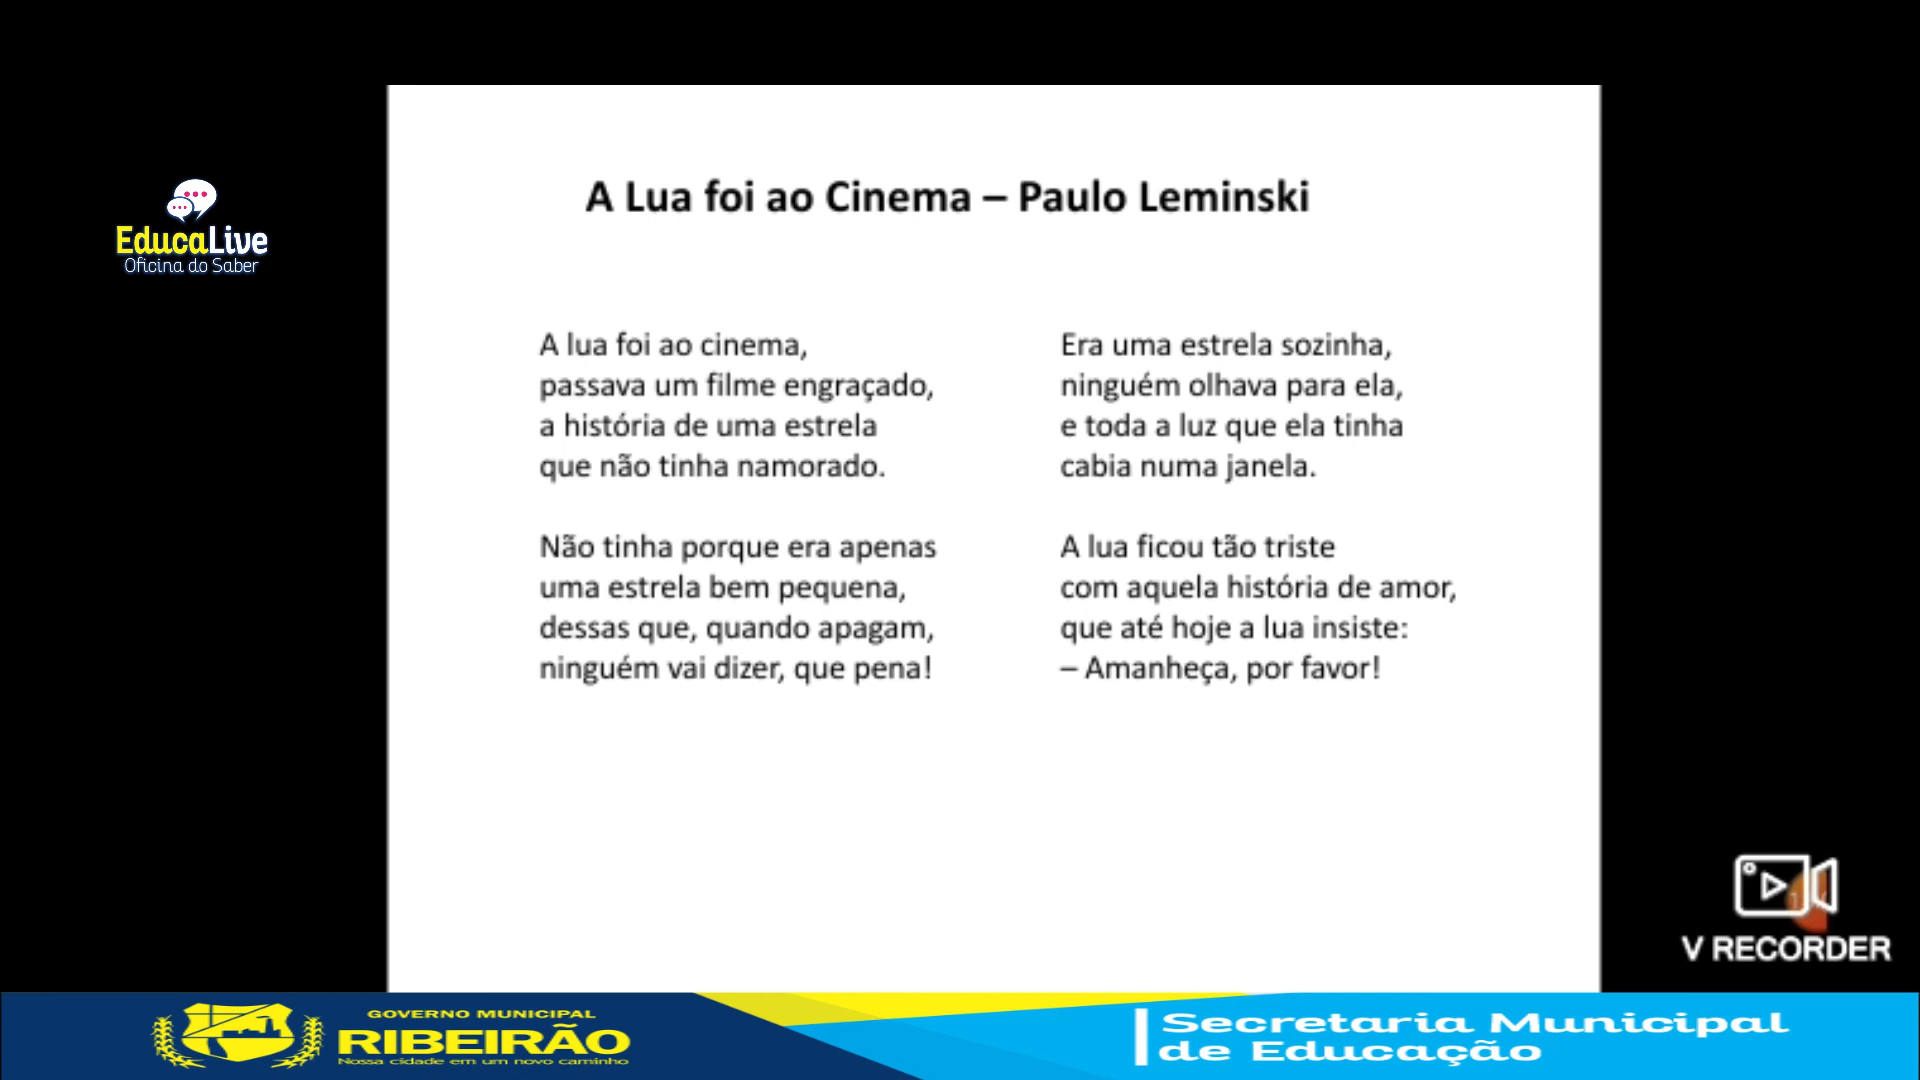 EducaLive
Oficina do Saber
A Lua foi ao Cinema – Paulo Leminski
A lua foi ao cinema,
passava um filme engraçado,
a história de uma estrela
que não tinha namorado.
Não tinha porque era apenas
uma estrela bem pequena,
dessas que, quando apagam,
ninguém vai dizer, que pena!
Era uma estrela sozinha,
ninguém olhava para ela,
e toda a luz que ela tinha
cabia numa janela.
A lua ficou tão triste
com aquela história de amor,
que até hoje a lua insiste:
– Amanheça, por favor!
V RECORDER
GOVERNO MUNICIPAL
RIBEIRÃO
Nossa cidade em um novo caminho
Secretaria Municipal
de Educação